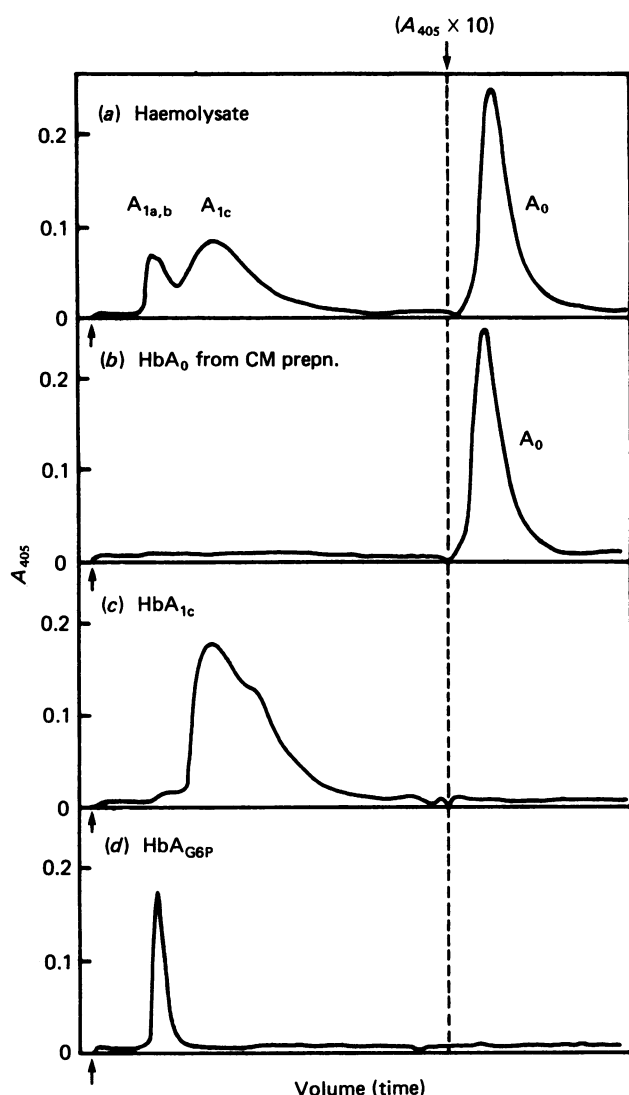 (A405 × 10)
(a) Haemolysate
A1a,b A1c A0
0.2
0.1
0
(b) HbA0 from CM prepn.
A0
0.2
0.1
0
A405
(c) HbA1c
0.2
0.1
0
(d) HbAG6P
0.2
0.1
0
Volume (time)